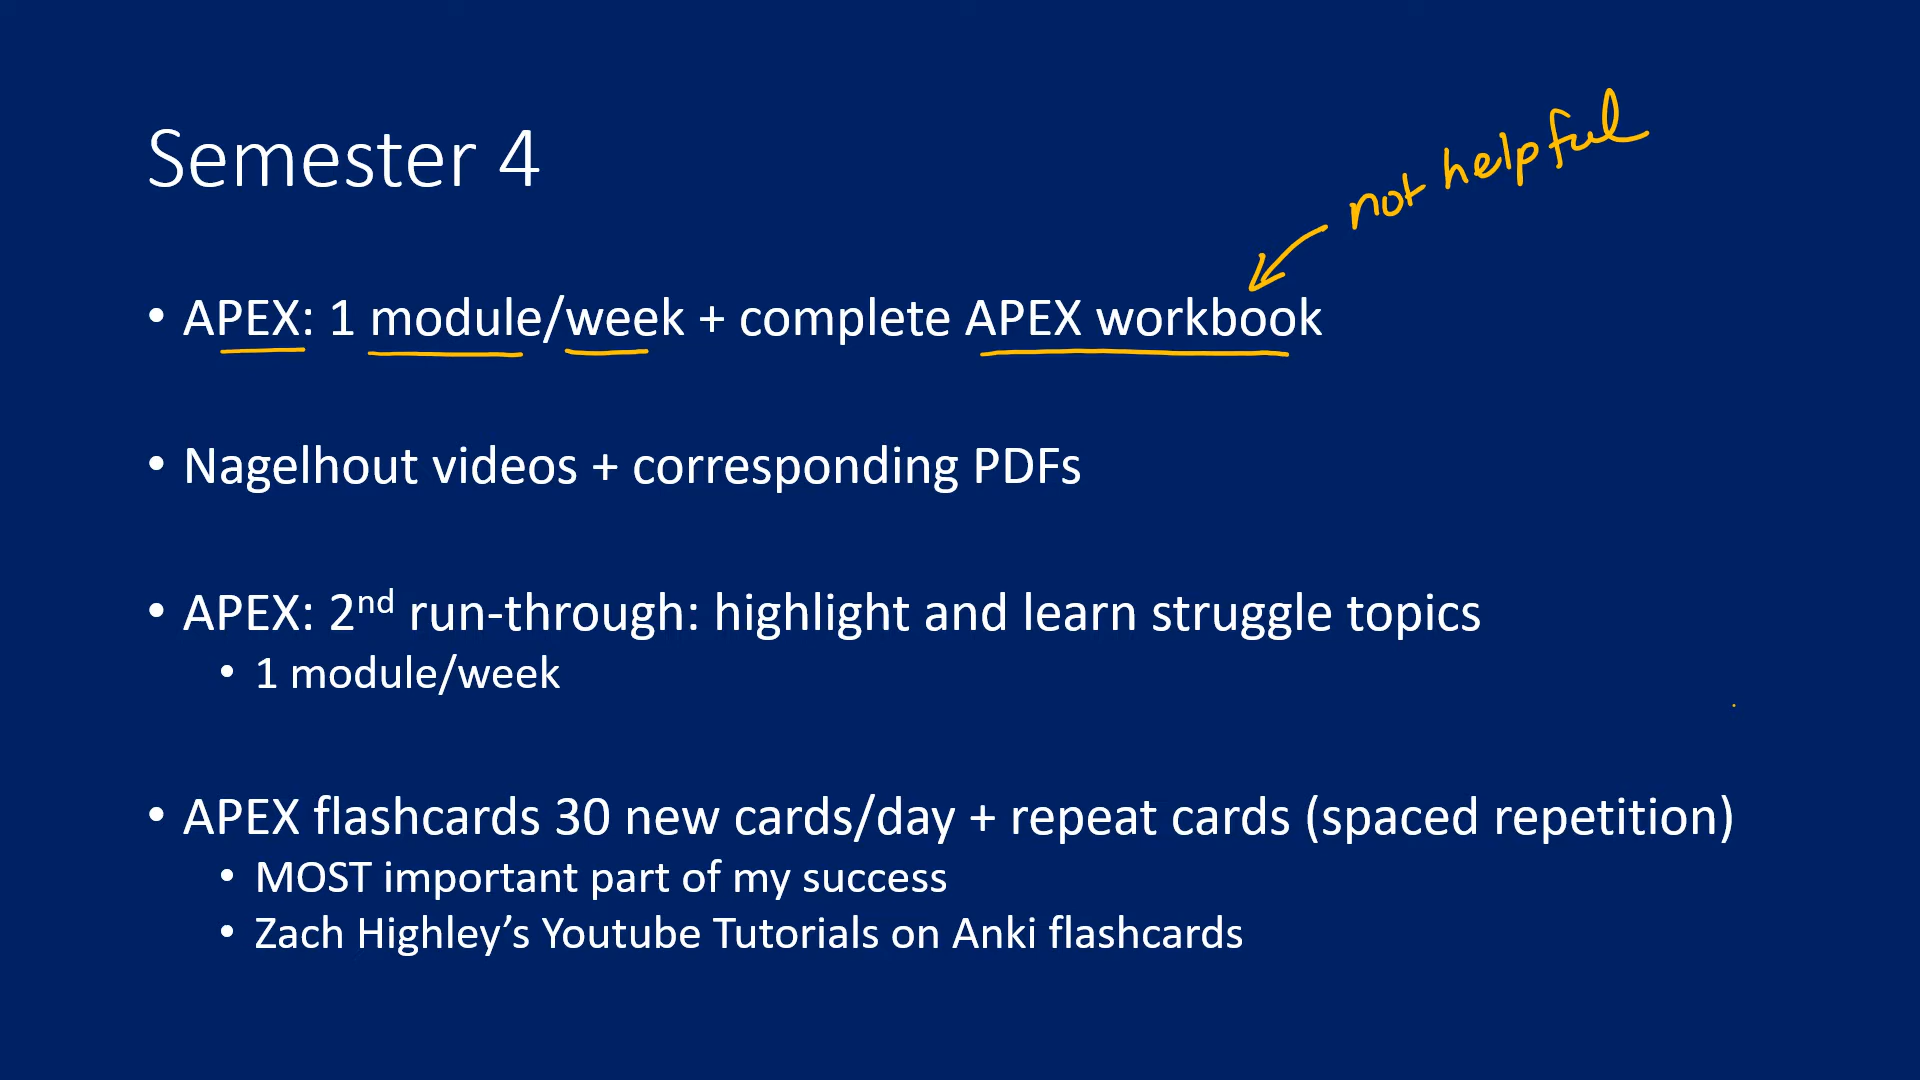 Semester 4
not helpful
• APEX: 1 module/week + complete APEX workbook
• Nagelhout videos + corresponding PDFs
• APEX: 2nd run-through: highlight and learn struggle topics
• 1 module/week
• APEX flashcards 30 new cards/day + repeat cards (spaced repetition)
• MOST important part of my success
• Zach Highley’s Youtube Tutorials on Anki flashcards